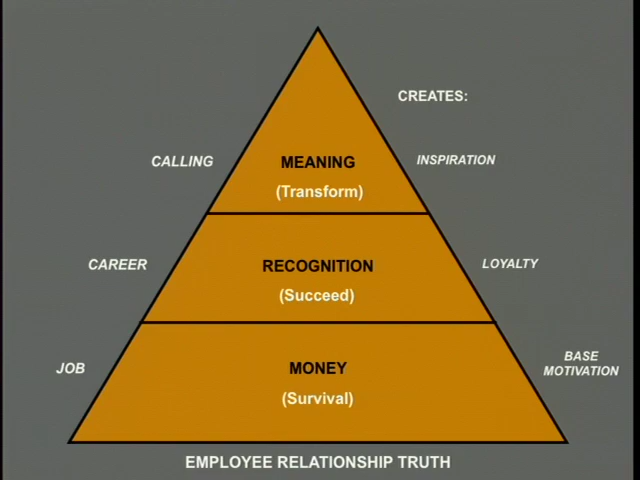 CREATES:
CALLING
MEANING
INSPIRATION
(Transform)
CAREER
RECOGNITION
LOYALTY
(Succeed)
JOB
MONEY
BASE
MOTIVATION
(Survival)
EMPLOYEE RELATIONSHIP TRUTH